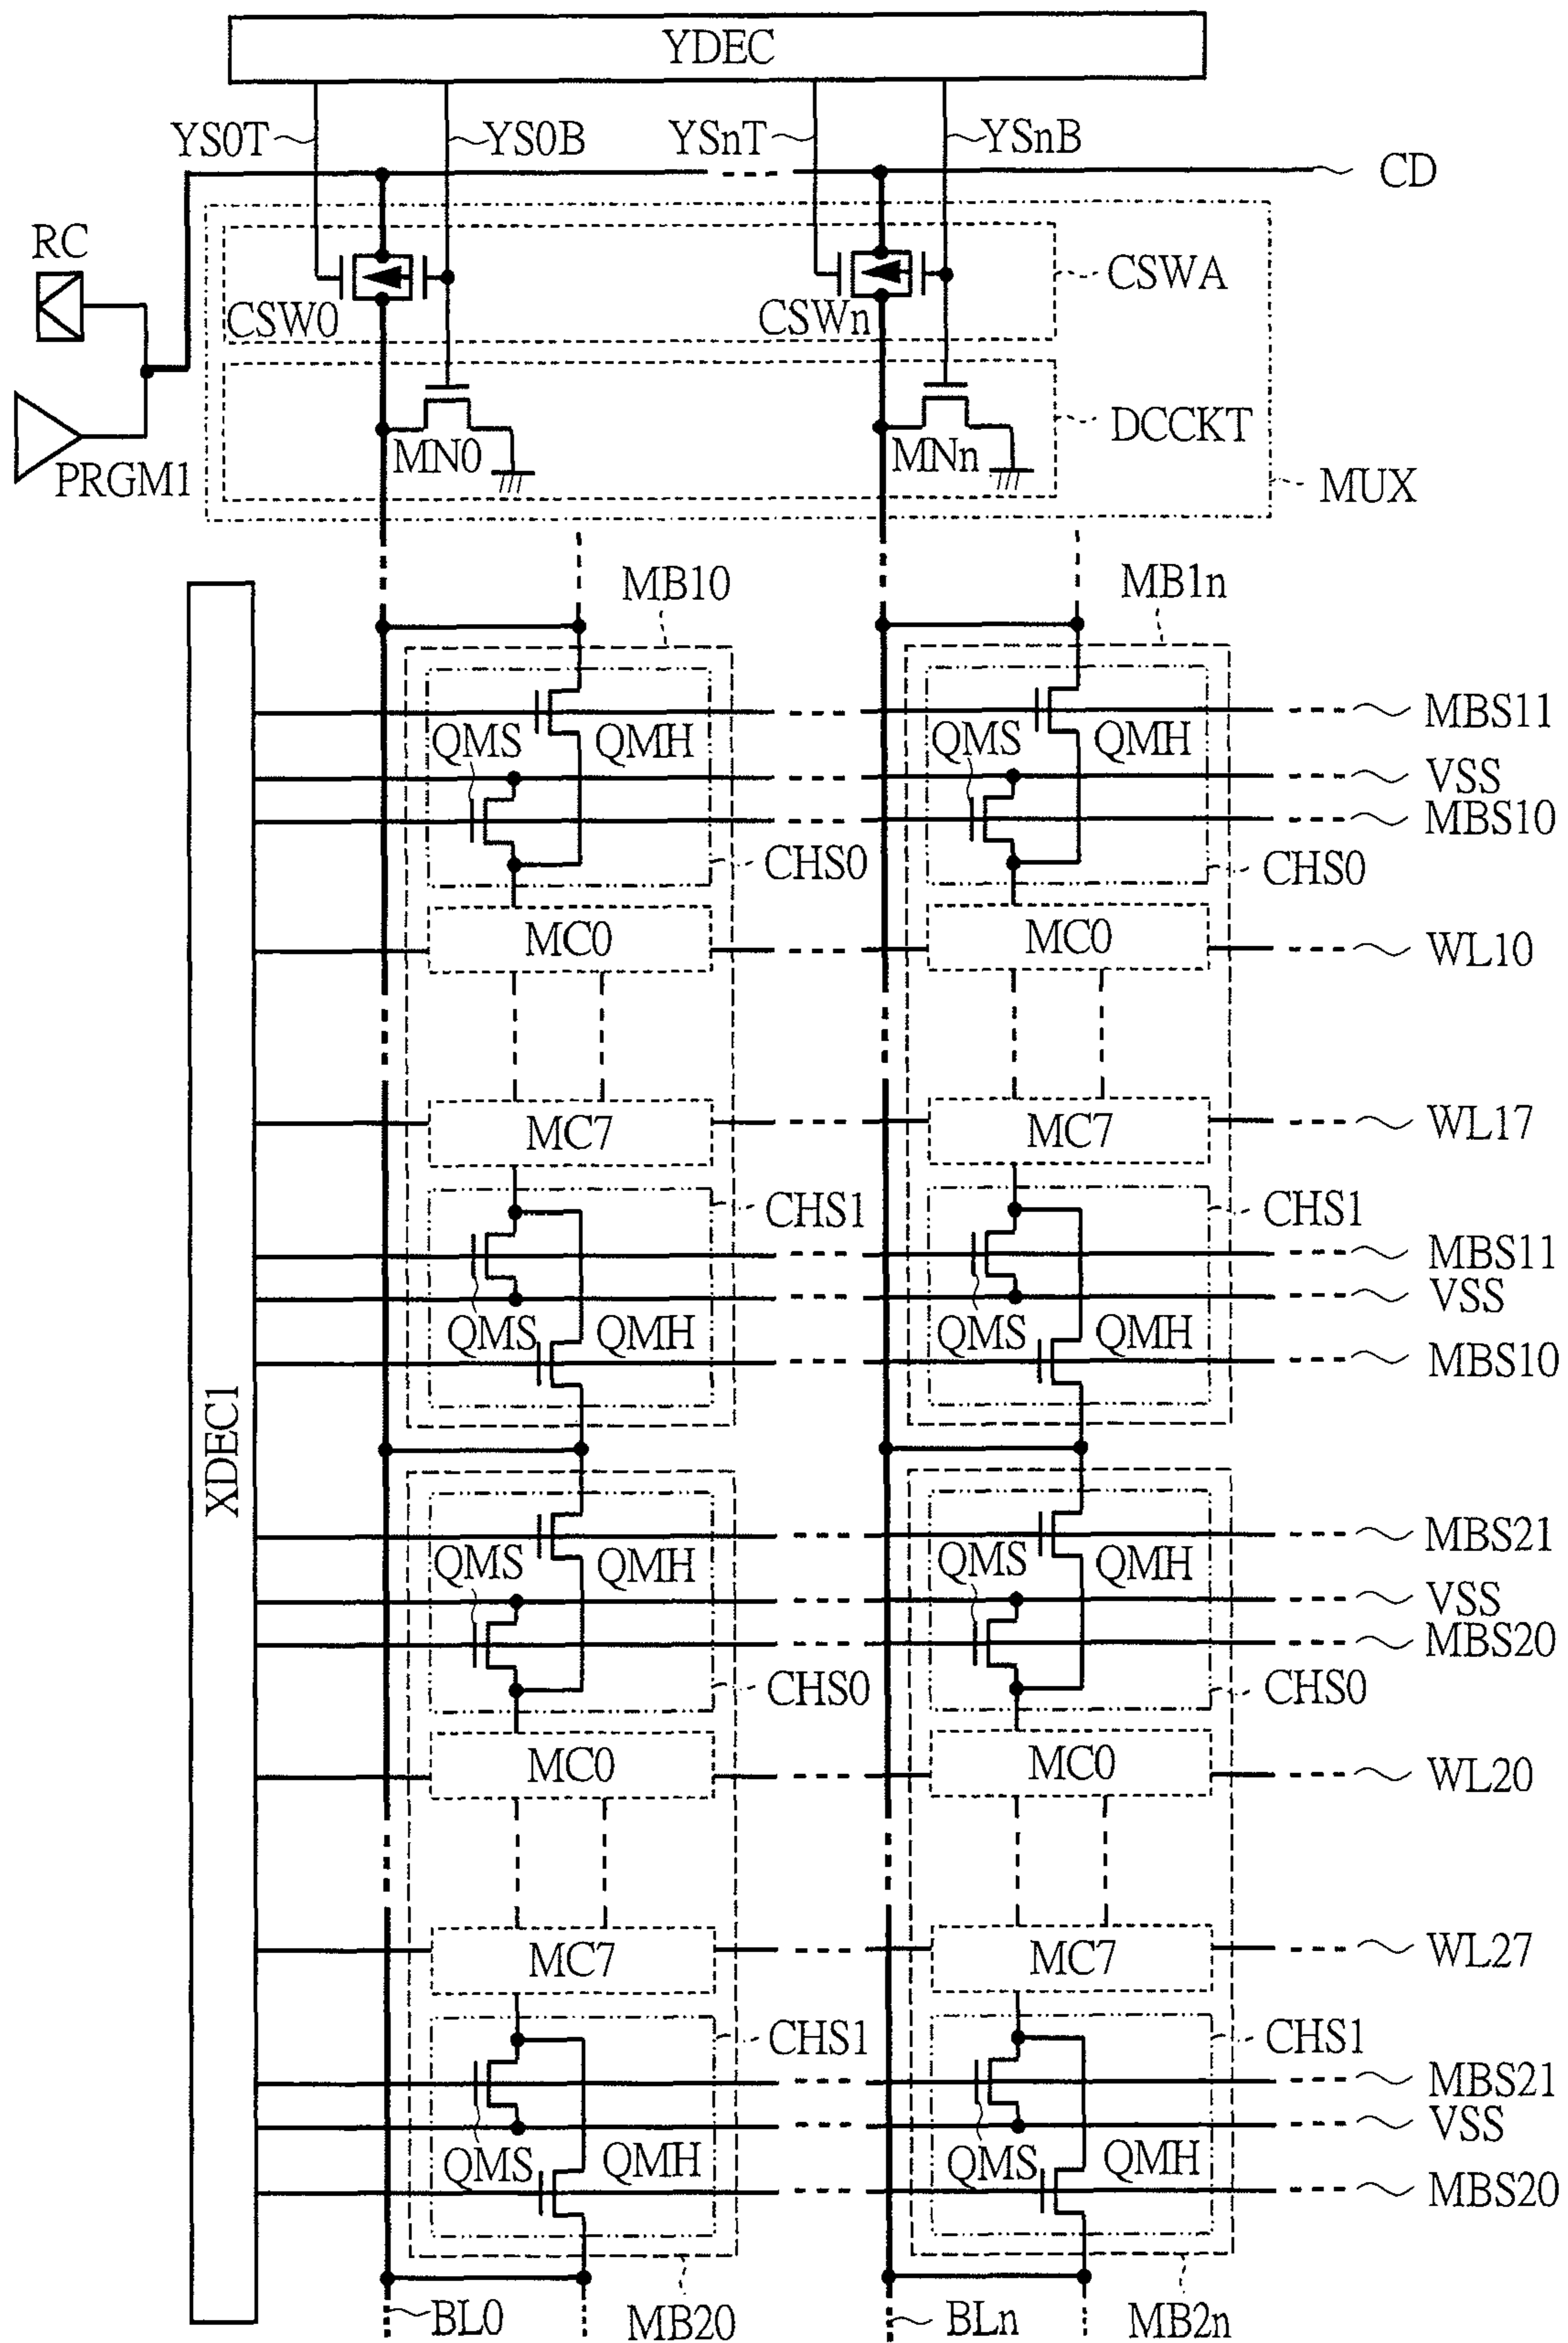 YDEC
YS0T YS0B YSnT YSnB
CD
RC
CSW0 CSWn CSWA
MN0 MNn DCCKT
PRGM1 MUX
MB10 MB1n
QMS QMH QMS QMH MBS11
VSS
MBS10
CHS0 CHS0
MC0 MC0 WL10
MC7 MC7 WL17
CHS1 CHS1
MBS11
VSS
QMS QMH QMS QMH
MBS10
XDEC1
QMS QMH QMS QMH MBS21
VSS
MBS20
CHS0 CHS0
MC0 MC0 WL20
MC7 MC7 WL27
CHS1 CHS1
MBS21
VSS
QMS QMH QMS QMH
MBS20
BL0 MB20 BLn MB2n